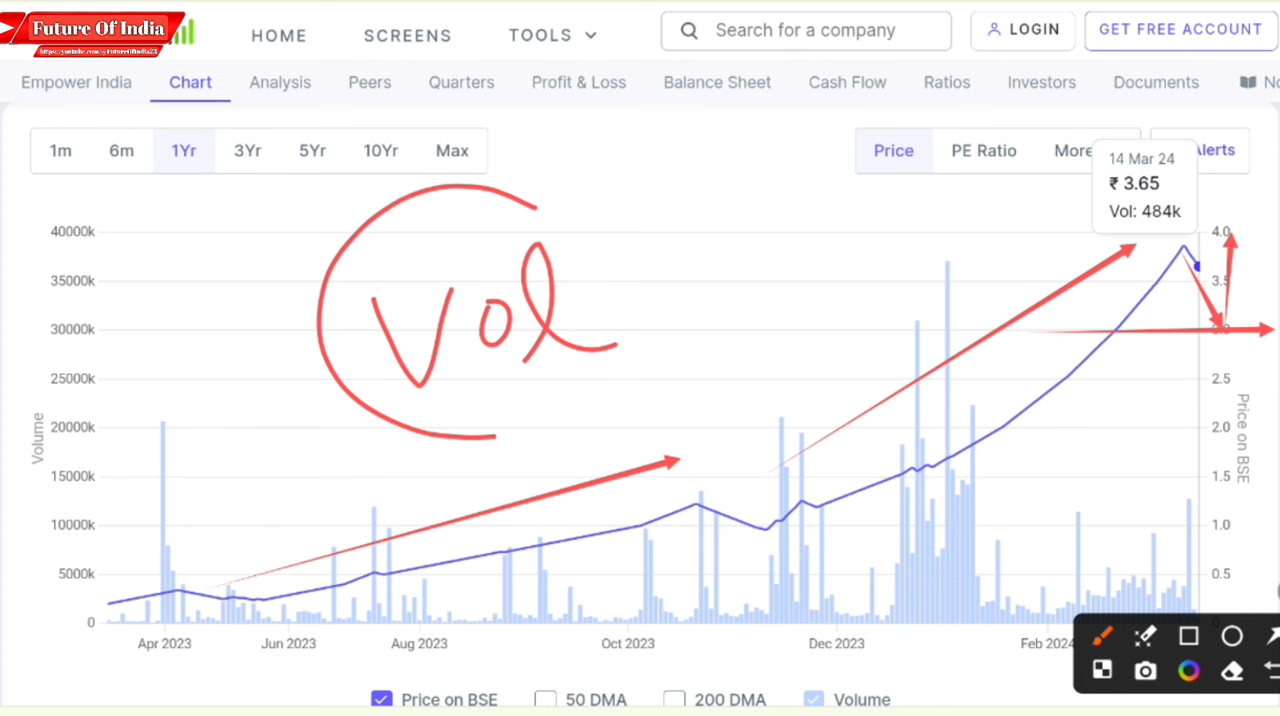 Future Of India
https://youtube.com/@FutureOfIndia23
HOME SCREENS TOOLS Search for a company LOGIN GET FREE ACCOUNT
Empower India Chart Analysis Peers Quarters Profit & Loss Balance Sheet Cash Flow Ratios Investors Documents
1m 6m 1Yr 3Yr 5Yr 10Yr Max Price PE Ratio More Alerts
14 Mar 24
₹ 3.65
Vol: 484k
Vol
40000k 4.0
35000k 3.5
30000k
25000k 2.5
20000k 2.0
15000k 1.5
10000k 1.0
5000k 0.5
0 0
Volume
Price on BSE
Apr 2023 Jun 2023 Aug 2023 Oct 2023 Dec 2023 Feb 2024
Price on BSE 50 DMA 200 DMA Volume